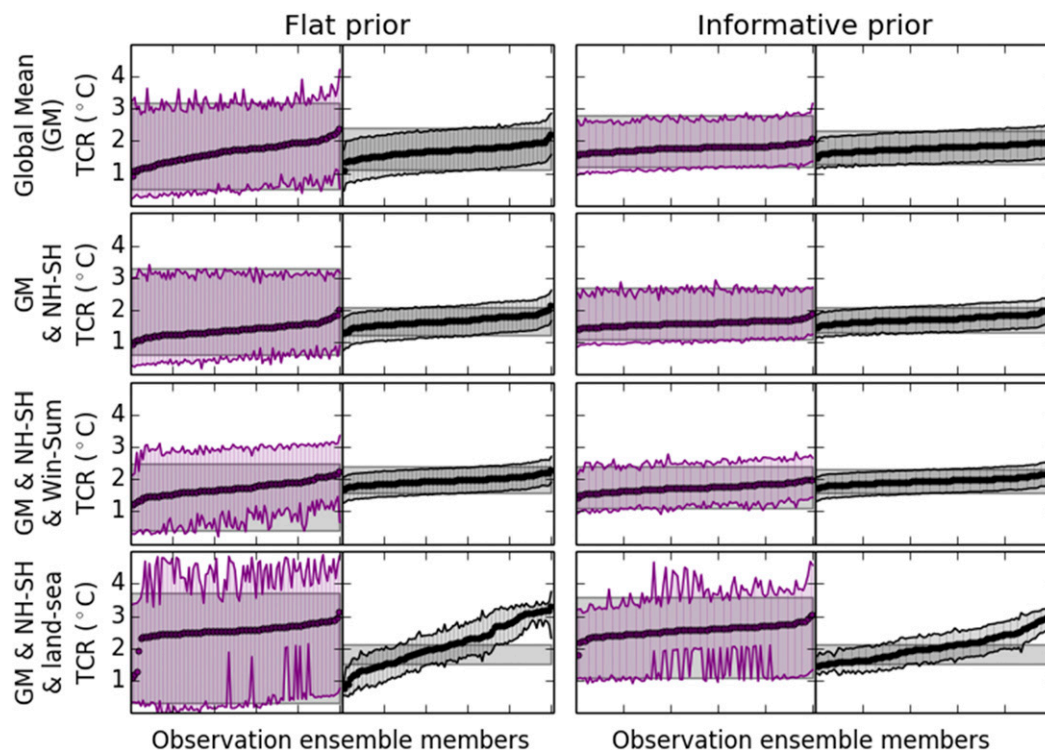 Flat prior
Informative prior
Global Mean
(GM)
TCR (°C)
4
3
2
1
GM
& NH-SH
TCR (°C)
4
3
2
1
GM & NH-SH
& Win-Sum
TCR (°C)
4
3
2
1
GM & NH-SH
& land-sea
TCR (°C)
4
3
2
1
Observation ensemble members
Observation ensemble members